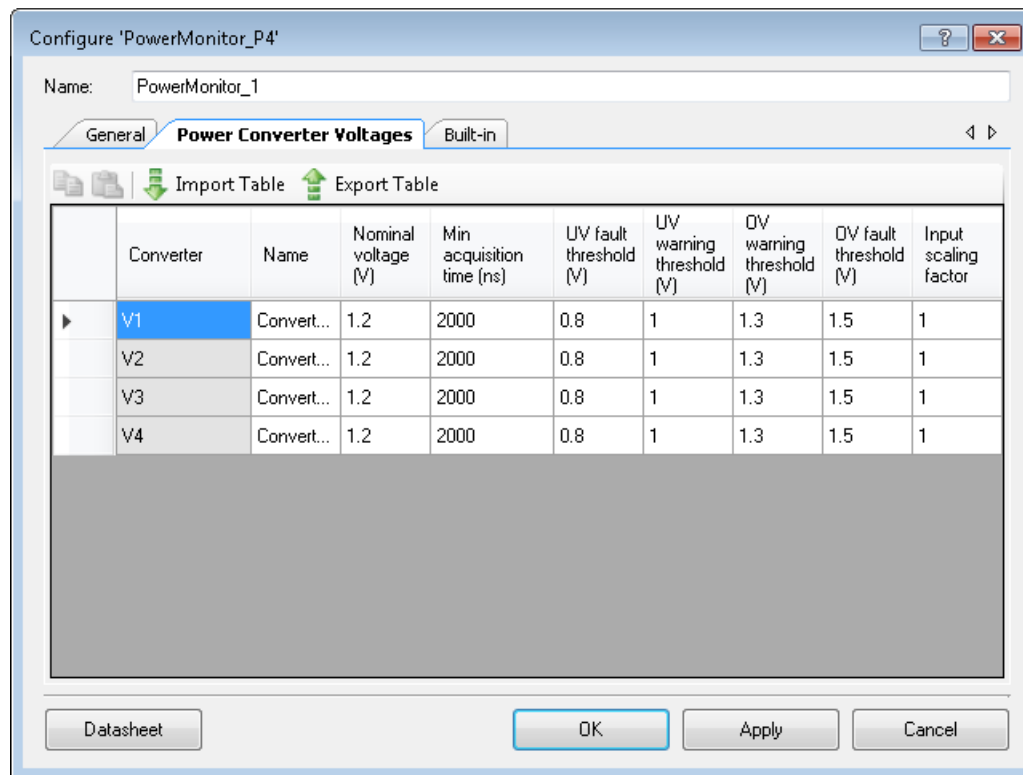 Configure 'PowerMonitor_P4'
Name: PowerMonitor_1
General Power Converter Voltages Built-in
Import Table Export Table
Converter Name Nominal voltage (V) Min acquisition time (ns) UV fault threshold (V) UV warning threshold (V) OV warning threshold (V) OV fault threshold (V) Input scaling factor
V1 Convert... 1.2 2000 0.8 1 1.3 1.5 1
V2 Convert... 1.2 2000 0.8 1 1.3 1.5 1
V3 Convert... 1.2 2000 0.8 1 1.3 1.5 1
V4 Convert... 1.2 2000 0.8 1 1.3 1.5 1
Datasheet OK Apply Cancel